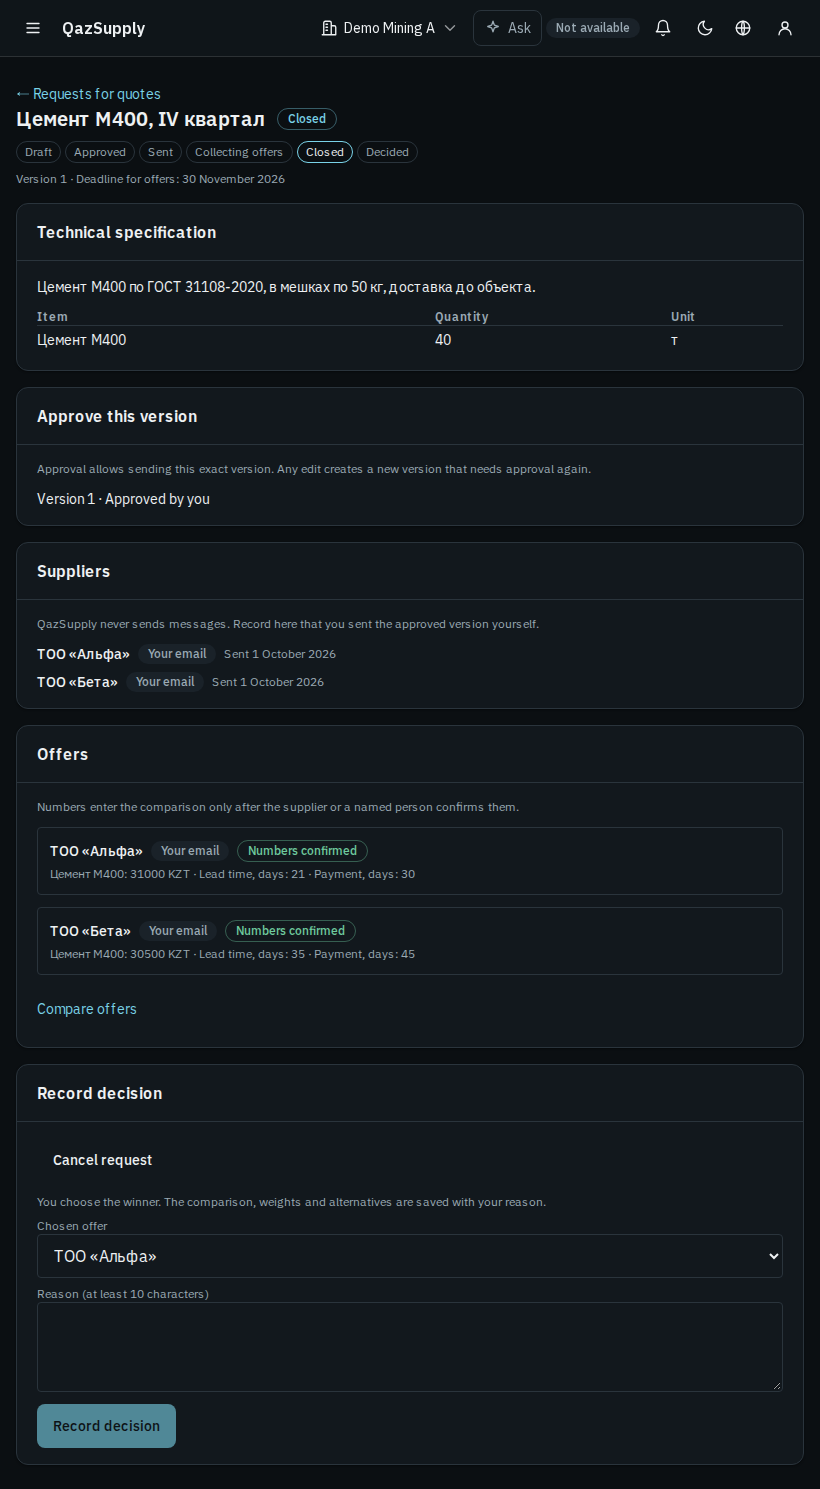 QazSupply
Demo Mining A
Ask
Not available
← Requests for quotes
Цемент М400, IV квартал
Closed
Draft
Approved
Sent
Collecting offers
Closed
Decided
Version 1 · Deadline for offers: 30 November 2026
Technical specification
Цемент М400 по ГОСТ 31108-2020, в мешках по 50 кг, доставка до объекта.
Item Quantity Unit
Цемент М400 40 т
Approve this version
Approval allows sending this exact version. Any edit creates a new version that needs approval again.
Version 1 · Approved by you
Suppliers
QazSupply never sends messages. Record here that you sent the approved version yourself.
ТОО «Альфа» Your email Sent 1 October 2026
ТОО «Бета» Your email Sent 1 October 2026
Offers
Numbers enter the comparison only after the supplier or a named person confirms them.
ТОО «Альфа» Your email Numbers confirmed
Цемент М400: 31000 KZT · Lead time, days: 21 · Payment, days: 30
ТОО «Бета» Your email Numbers confirmed
Цемент М400: 30500 KZT · Lead time, days: 35 · Payment, days: 45
Compare offers
Record decision
Cancel request
You choose the winner. The comparison, weights and alternatives are saved with your reason.
Chosen offer
ТОО «Альфа»
Reason (at least 10 characters)
Record decision